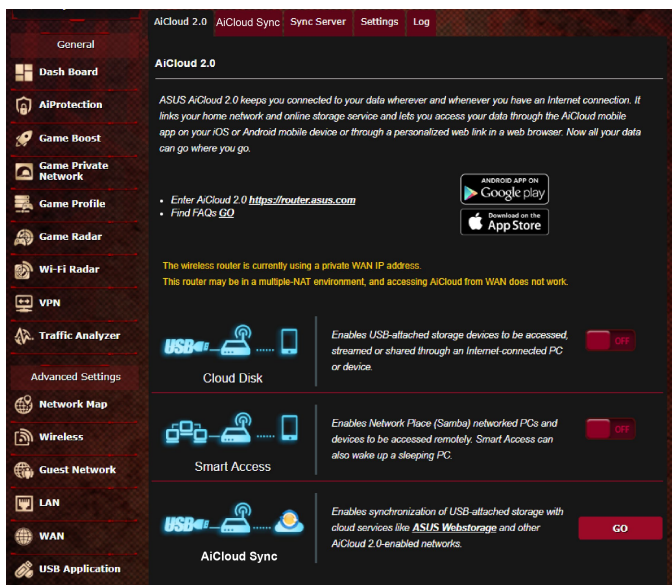 AiCloud 2.0 AiCloud Sync Sync Server Settings Log
General
Dash Board
AiProtection
Game Boost
Game Private
Network
Game Profile
Game Radar
Wi-Fi Radar
VPN
Traffic Analyzer
Advanced Settings
Network Map
Wireless
Guest Network
LAN
WAN
USB Application
AiCloud 2.0
ASUS AiCloud 2.0 keeps you connected to your data wherever and whenever you have an Internet connection. It
links your home network and online storage service and lets you access your data through the AiCloud mobile
app on your iOS or Android mobile device or through a personalized web link in a web browser. Now all your data
can go where you go.
• Enter AiCloud 2.0 https://router.asus.com
• Find FAQs GO
ANDROID APP ON
Google play
Download on the
App Store
The wireless router is currently using a private WAN IP address.
This router may be in a multiple-NAT environment, and accessing AiCloud from WAN does not work.
USB
Cloud Disk
Enables USB-attached storage devices to be accessed,
streamed or shared through an Internet-connected PC
or device.
OFF
Smart Access
Enables Network Place (Samba) networked PCs and
devices to be accessed remotely. Smart Access can
also wake up a sleeping PC.
OFF
USB
AiCloud Sync
Enables synchronization of USB-attached storage with
cloud services like ASUS Webstorage and other
AiCloud 2.0-enabled networks.
GO